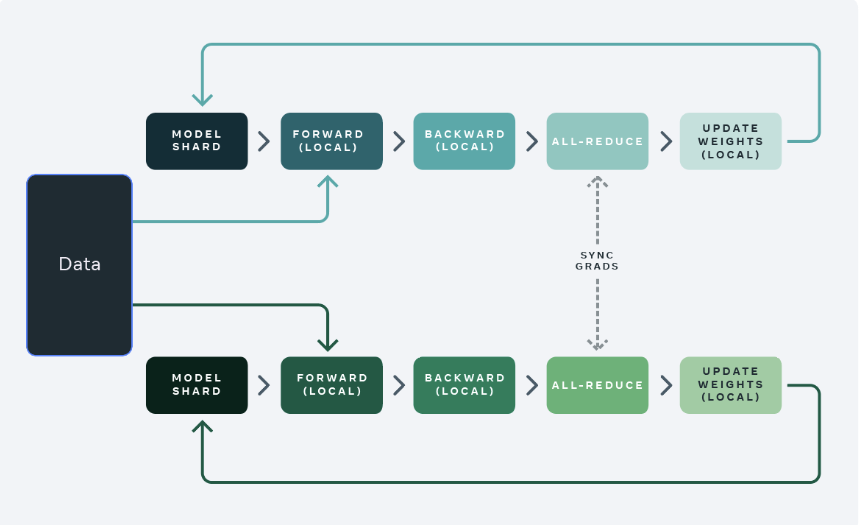 MODEL
SHARD
FORWARD
(LOCAL)
BACKWARD
(LOCAL)
ALL-REDUCE
UPDATE
WEIGHTS
(LOCAL)
Data
SYNC
GRADS
MODEL
SHARD
FORWARD
(LOCAL)
BACKWARD
(LOCAL)
ALL-REDUCE
UPDATE
WEIGHTS
(LOCAL)